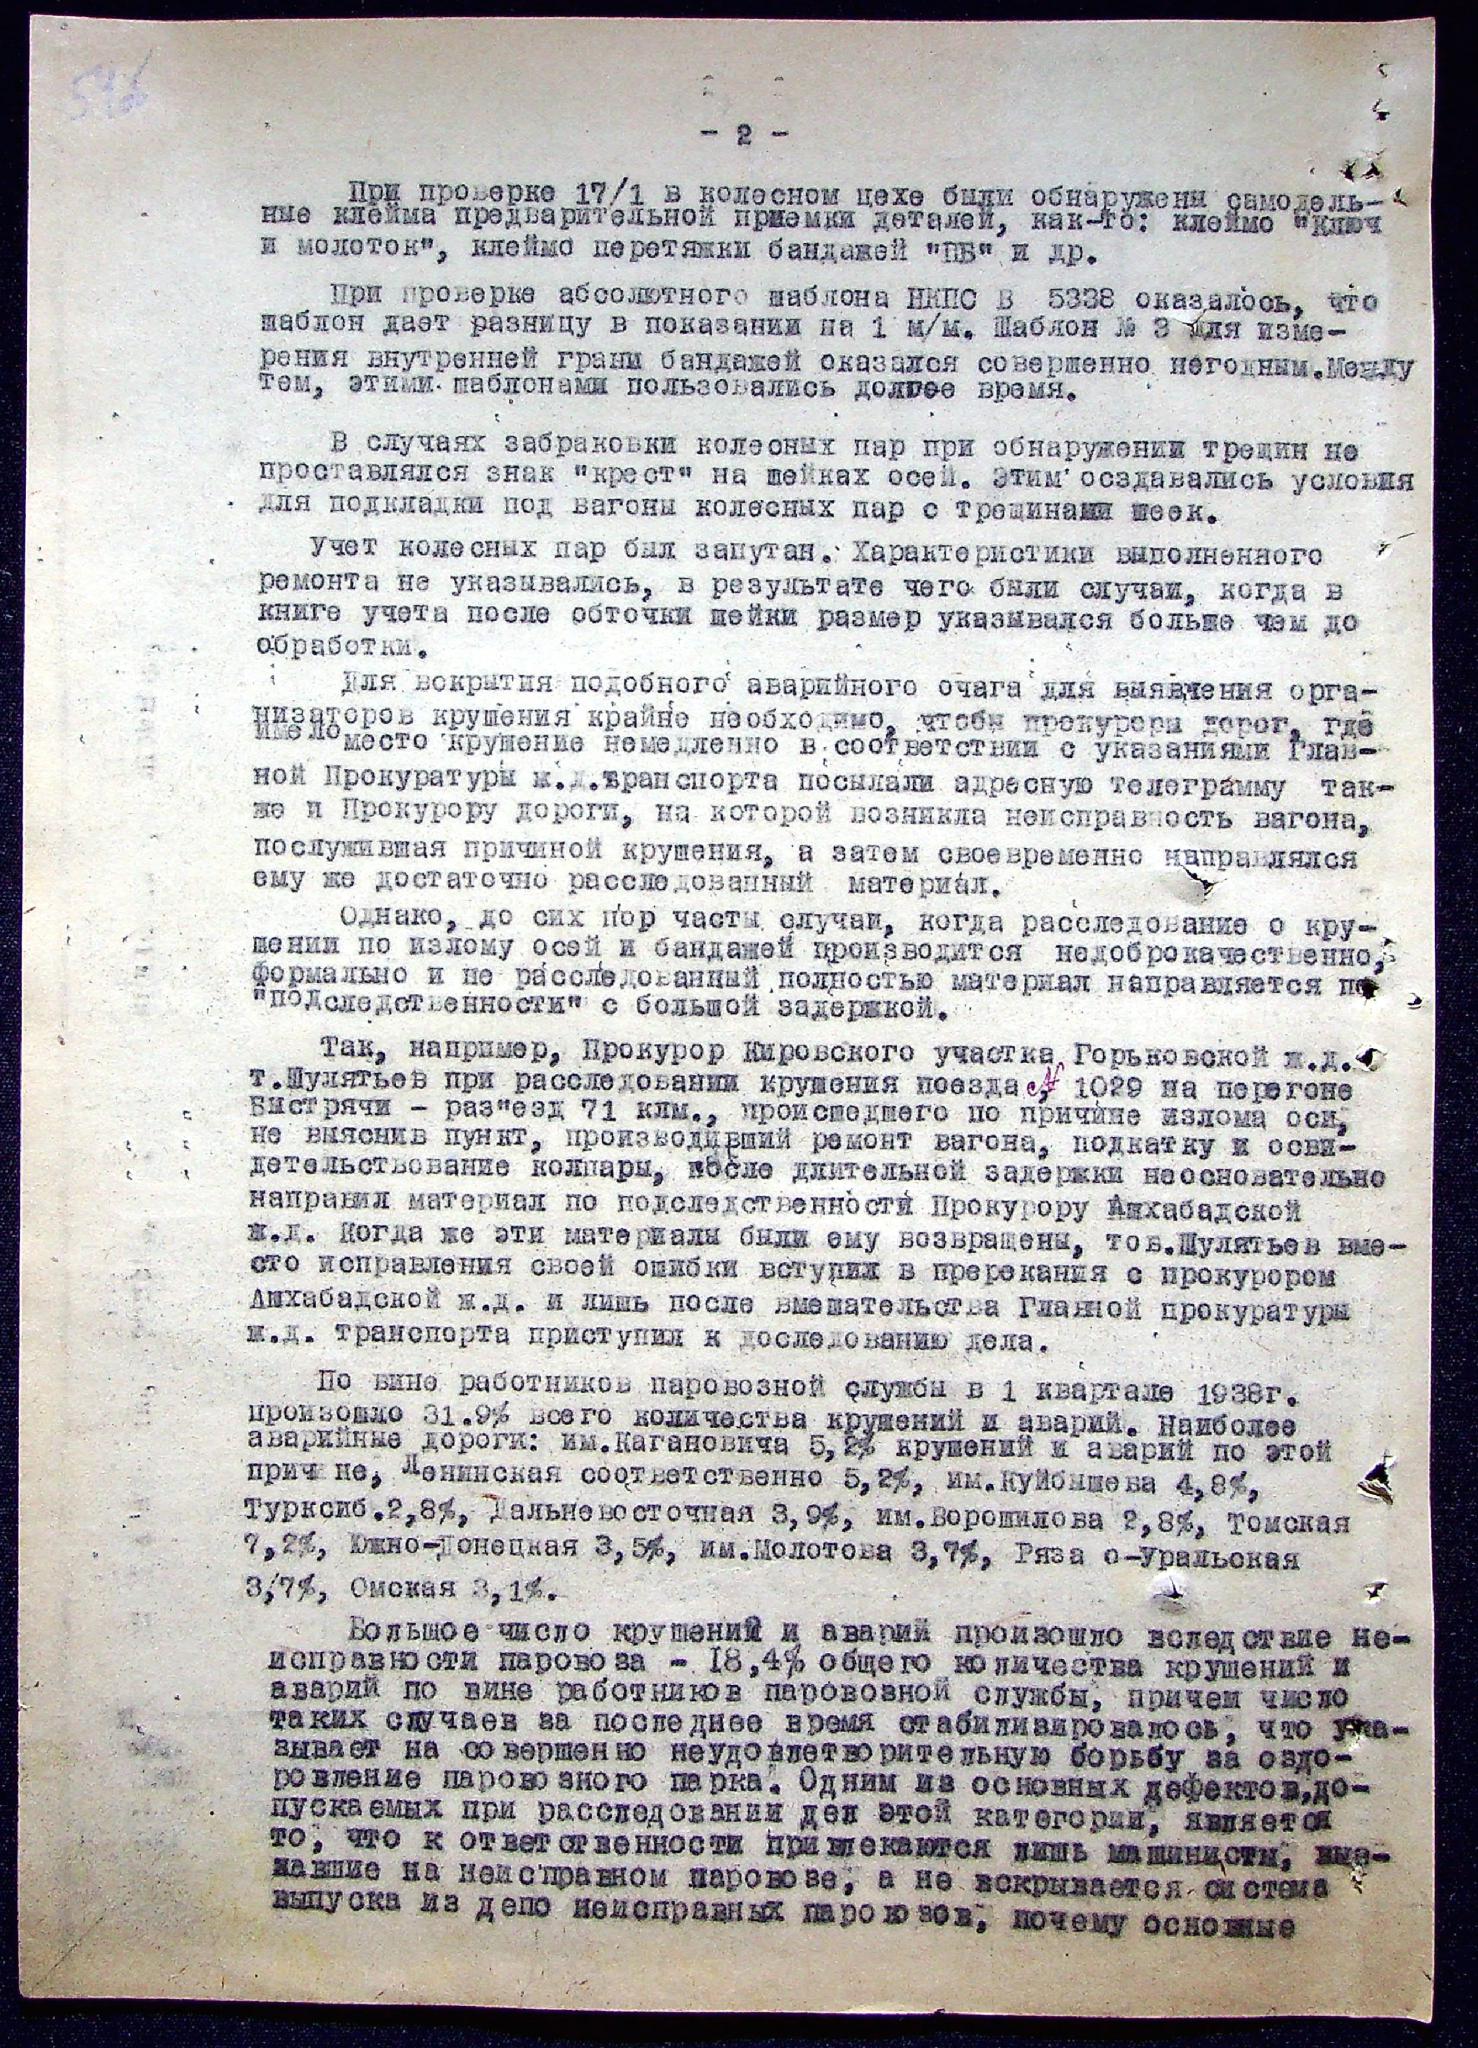 - 2 -
При проверке 17/1 в колесном цехе были обнаружены самодель-
ные клейма предварительной приемки деталей, как-то: клеймо "Ключ
и молоток", клеймо перетяжки бандажей "ПБ" и др.
При проверке абсолютного шаблона НКПС В 5338 оказалось, что
шаблон дает разницу в показании на 1 м/м. Шаблон № 3 для изме-
рения внутренней грани бандажей оказался совершенно негодным.Между
тем, этими шаблонами пользовались долгое время.
В случаях забраковки колесных пар при обнаружении трещин не
проставлялся знак "крест" на шейках осей. Этим осздавались условия
для подкладки под вагоны колесных пар с трещинами шеек.
Учет колесных пар был запутан. Характеристики выполненного
ремонта не указывались, в результате чего были случаи, когда в
книге учета после обточки шейки размер указывался больше чем до
обработки.
Для вокрытия подобного аварийного очага для выявления орга-
низаторов крушения крайне необходимо, чтобы прокуроры дорог, где
имело место крушение немедленно в соответствии с указаниями Глав-
ной Прокуратуры ж.д.транспорта посылали адресную телеграмму так-
же и Прокурору дороги, на которой возникла неисправность вагона,
послужившая причиной крушения, а затем своевременно направлялся
ему же достаточно расследованный материал.
Однако, до сих пор часты случаи, когда расследование о кру-
шении по излому осей и бандажей производится недоброкачественно,
формально и не расследованный полностью материал направляется по
"подследственности" с большой задержкой.
Так, например, Прокурор Кировского участка Горьковской ж.д.
т.Шулятьев при расследовании крушения поезда № 1029 на перегоне
Быстрячи - раз"езд 71 клм., происшедшего по причине излома оси,
не выяснив пункт, производивший ремонт вагона, подкатку и осви-
детельствование колпары, после длительной задержки неосновательно
направил материал по подследственности Прокурору Ашхабадской
ж.д. Когда же эти материалы были ему возвращены, тов.Шулятьев вме-
сто исправления своей ошибки вступил в пререкания с прокурором
Ашхабадской ж.д. и лишь после вмешательства Главной прокуратуры
ж.д. транспорта приступил к доследованию дела.
По вине работников паровозной службы в 1 квартале 1938г.
произошло 31.9% всего количества крушений и аварий. Наиболее
аварийные дороги: им.Кагановича 5,2% крушений и аварий по этой
причине, Ленинская соответственно 5,2%, им.Куйбышева 4,8%,
Турксиб.2,8%, Дальневосточная 3,9%, им.Ворошилова 2,8%, Томская
7,2%, Южно-Донецкая 3,5%, им.Молотова 3,7%, Ряза о-Уральская
3,7%, Омская 3,1%.
Большое число крушений и аварий произошло вследствие не-
исправности паровоза - 18,4% общего количества крушений и
аварий по вине работников паровозной службы, причем число
таких случаев за последнее время стабилизировалось, что ука-
зывает на совершенно неудовлетворительную борьбу за оздо-
ровление паровозного парка. Одним из основных дефектов,до-
пускаемых при расследовании дел этой категории, является
то, что к ответственности привлекаются лишь машинисты, вые-
хавшие на неисправном паровозе, а не вскрывается система
выпуска из депо неисправных паровозов, почему основные